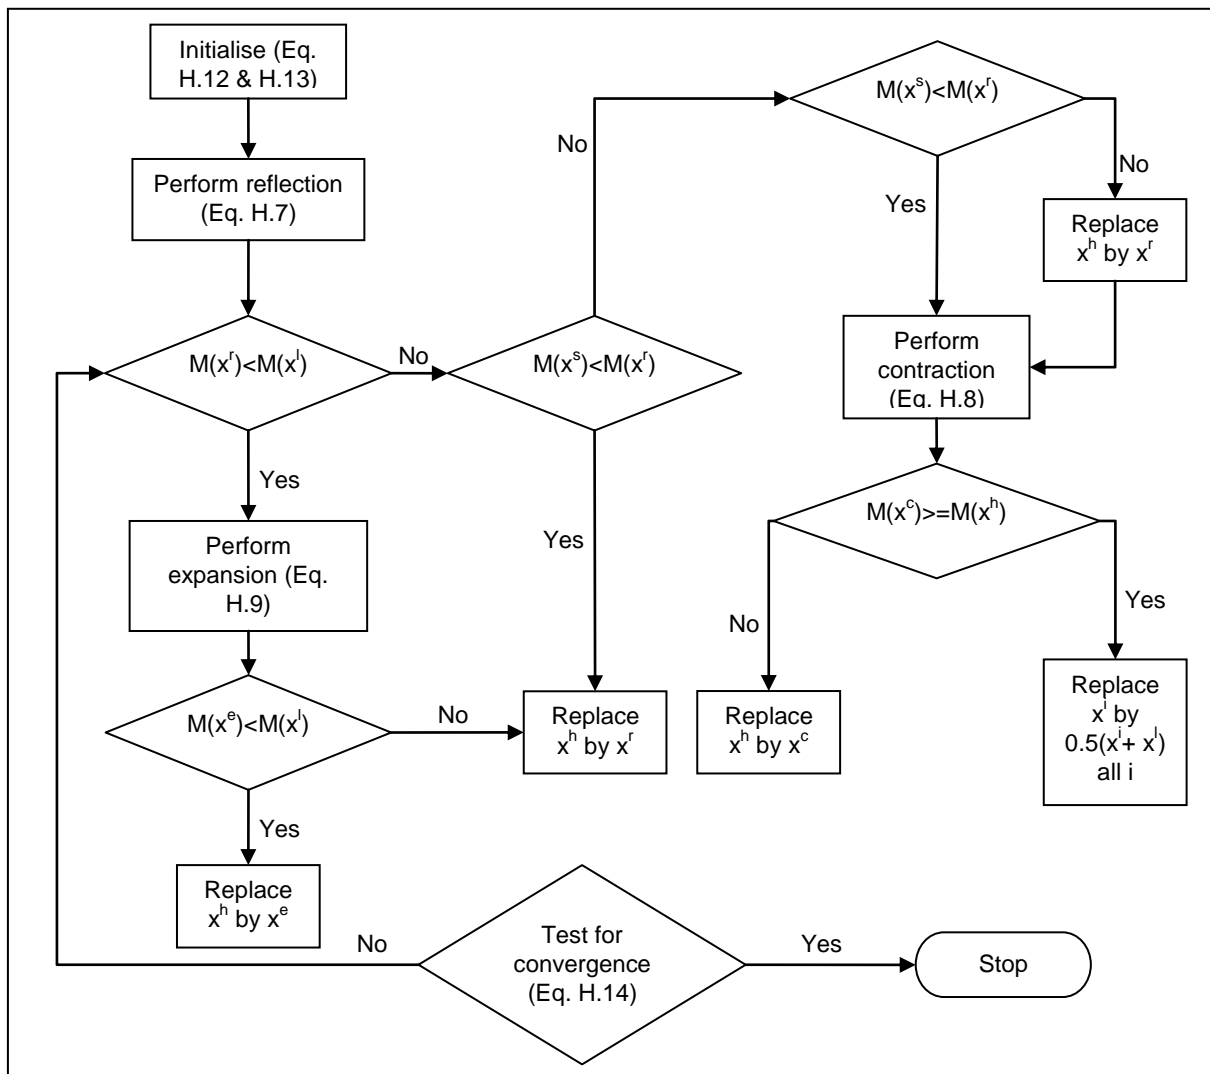 Initialise (Eq.
H.12 & H.13)
Perform reflection
(Eq. H.7)
M(x^r)<M(x^l)
No
Yes
Perform
expansion (Eq.
H.9)
M(x^e)<M(x^l)
No
Yes
Replace
x^h by x^e
M(x^s)<M(x^r)
No
Yes
Replace
x^h by x^r
M(x^s)<M(x^r)
No
Yes
Replace
x^h by x^r
Perform
contraction
(Eq. H.8)
M(x^c)>=M(x^h)
No
Yes
Replace
x^h by x^c
Replace
x^i by
0.5(x^i + x^l)
all i
Test for
convergence
(Eq. H.14)
No
Yes
Stop